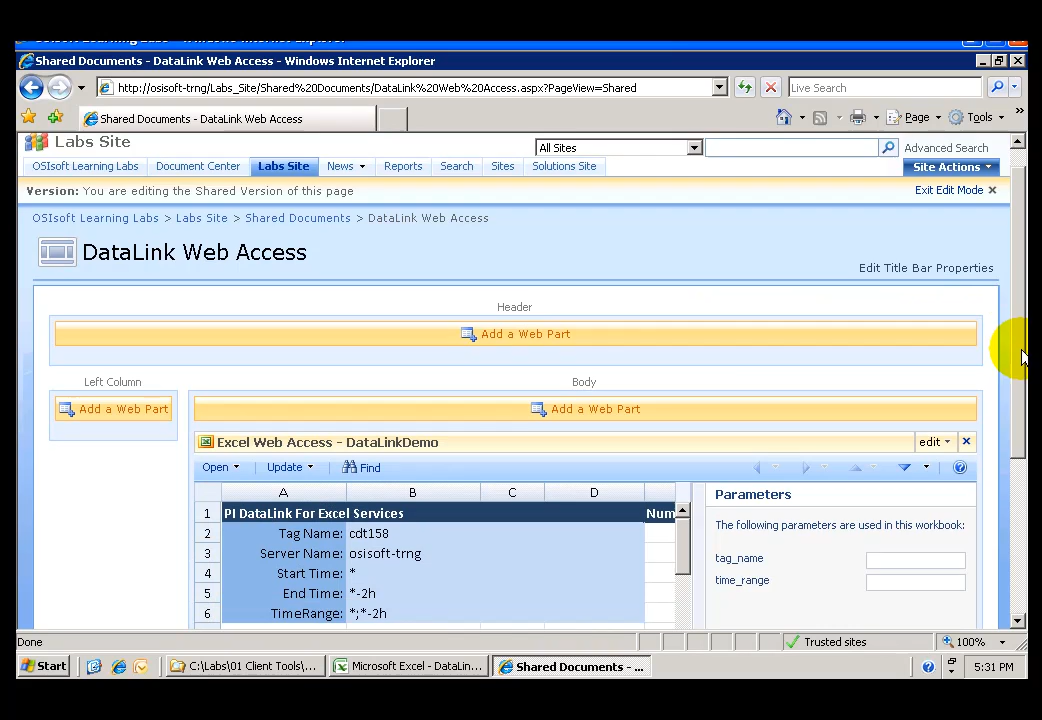 Shared Documents - DataLink Web Access - Windows Internet Explorer
http://osisoft-trng/Labs_Site/Shared%20Documents/DataLink%20Web%20Access.aspx?PageView=Shared
Live Search
Shared Documents - DataLink Web Access
Page
Tools
»
Labs Site
All Sites
Advanced Search
OSIsoft Learning Labs
Document Center
Labs Site
News
Reports
Search
Sites
Solutions Site
Site Actions
Version: You are editing the Shared Version of this page
Exit Edit Mode ×
OSIsoft Learning Labs > Labs Site > Shared Documents > DataLink Web Access
DataLink Web Access
Edit Title Bar Properties
Header
Add a Web Part
Left Column
Body
Add a Web Part
Add a Web Part
Excel Web Access - DataLinkDemo
edit
Open
Update
Find
A B C D
Parameters
1 PI DataLink For Excel Services Num
The following parameters are used in this workbook:
2 Tag Name: cdt158
3 Server Name: osisoft-trng
tag_name
4 Start Time: *
time_range
5 End Time: *-2h
6 TimeRange: *;*-2h
Done
Trusted sites
100%
Start
C:\Labs\01 Client Tools\...
Microsoft Excel - DataLin...
Shared Documents - ...
5:31 PM